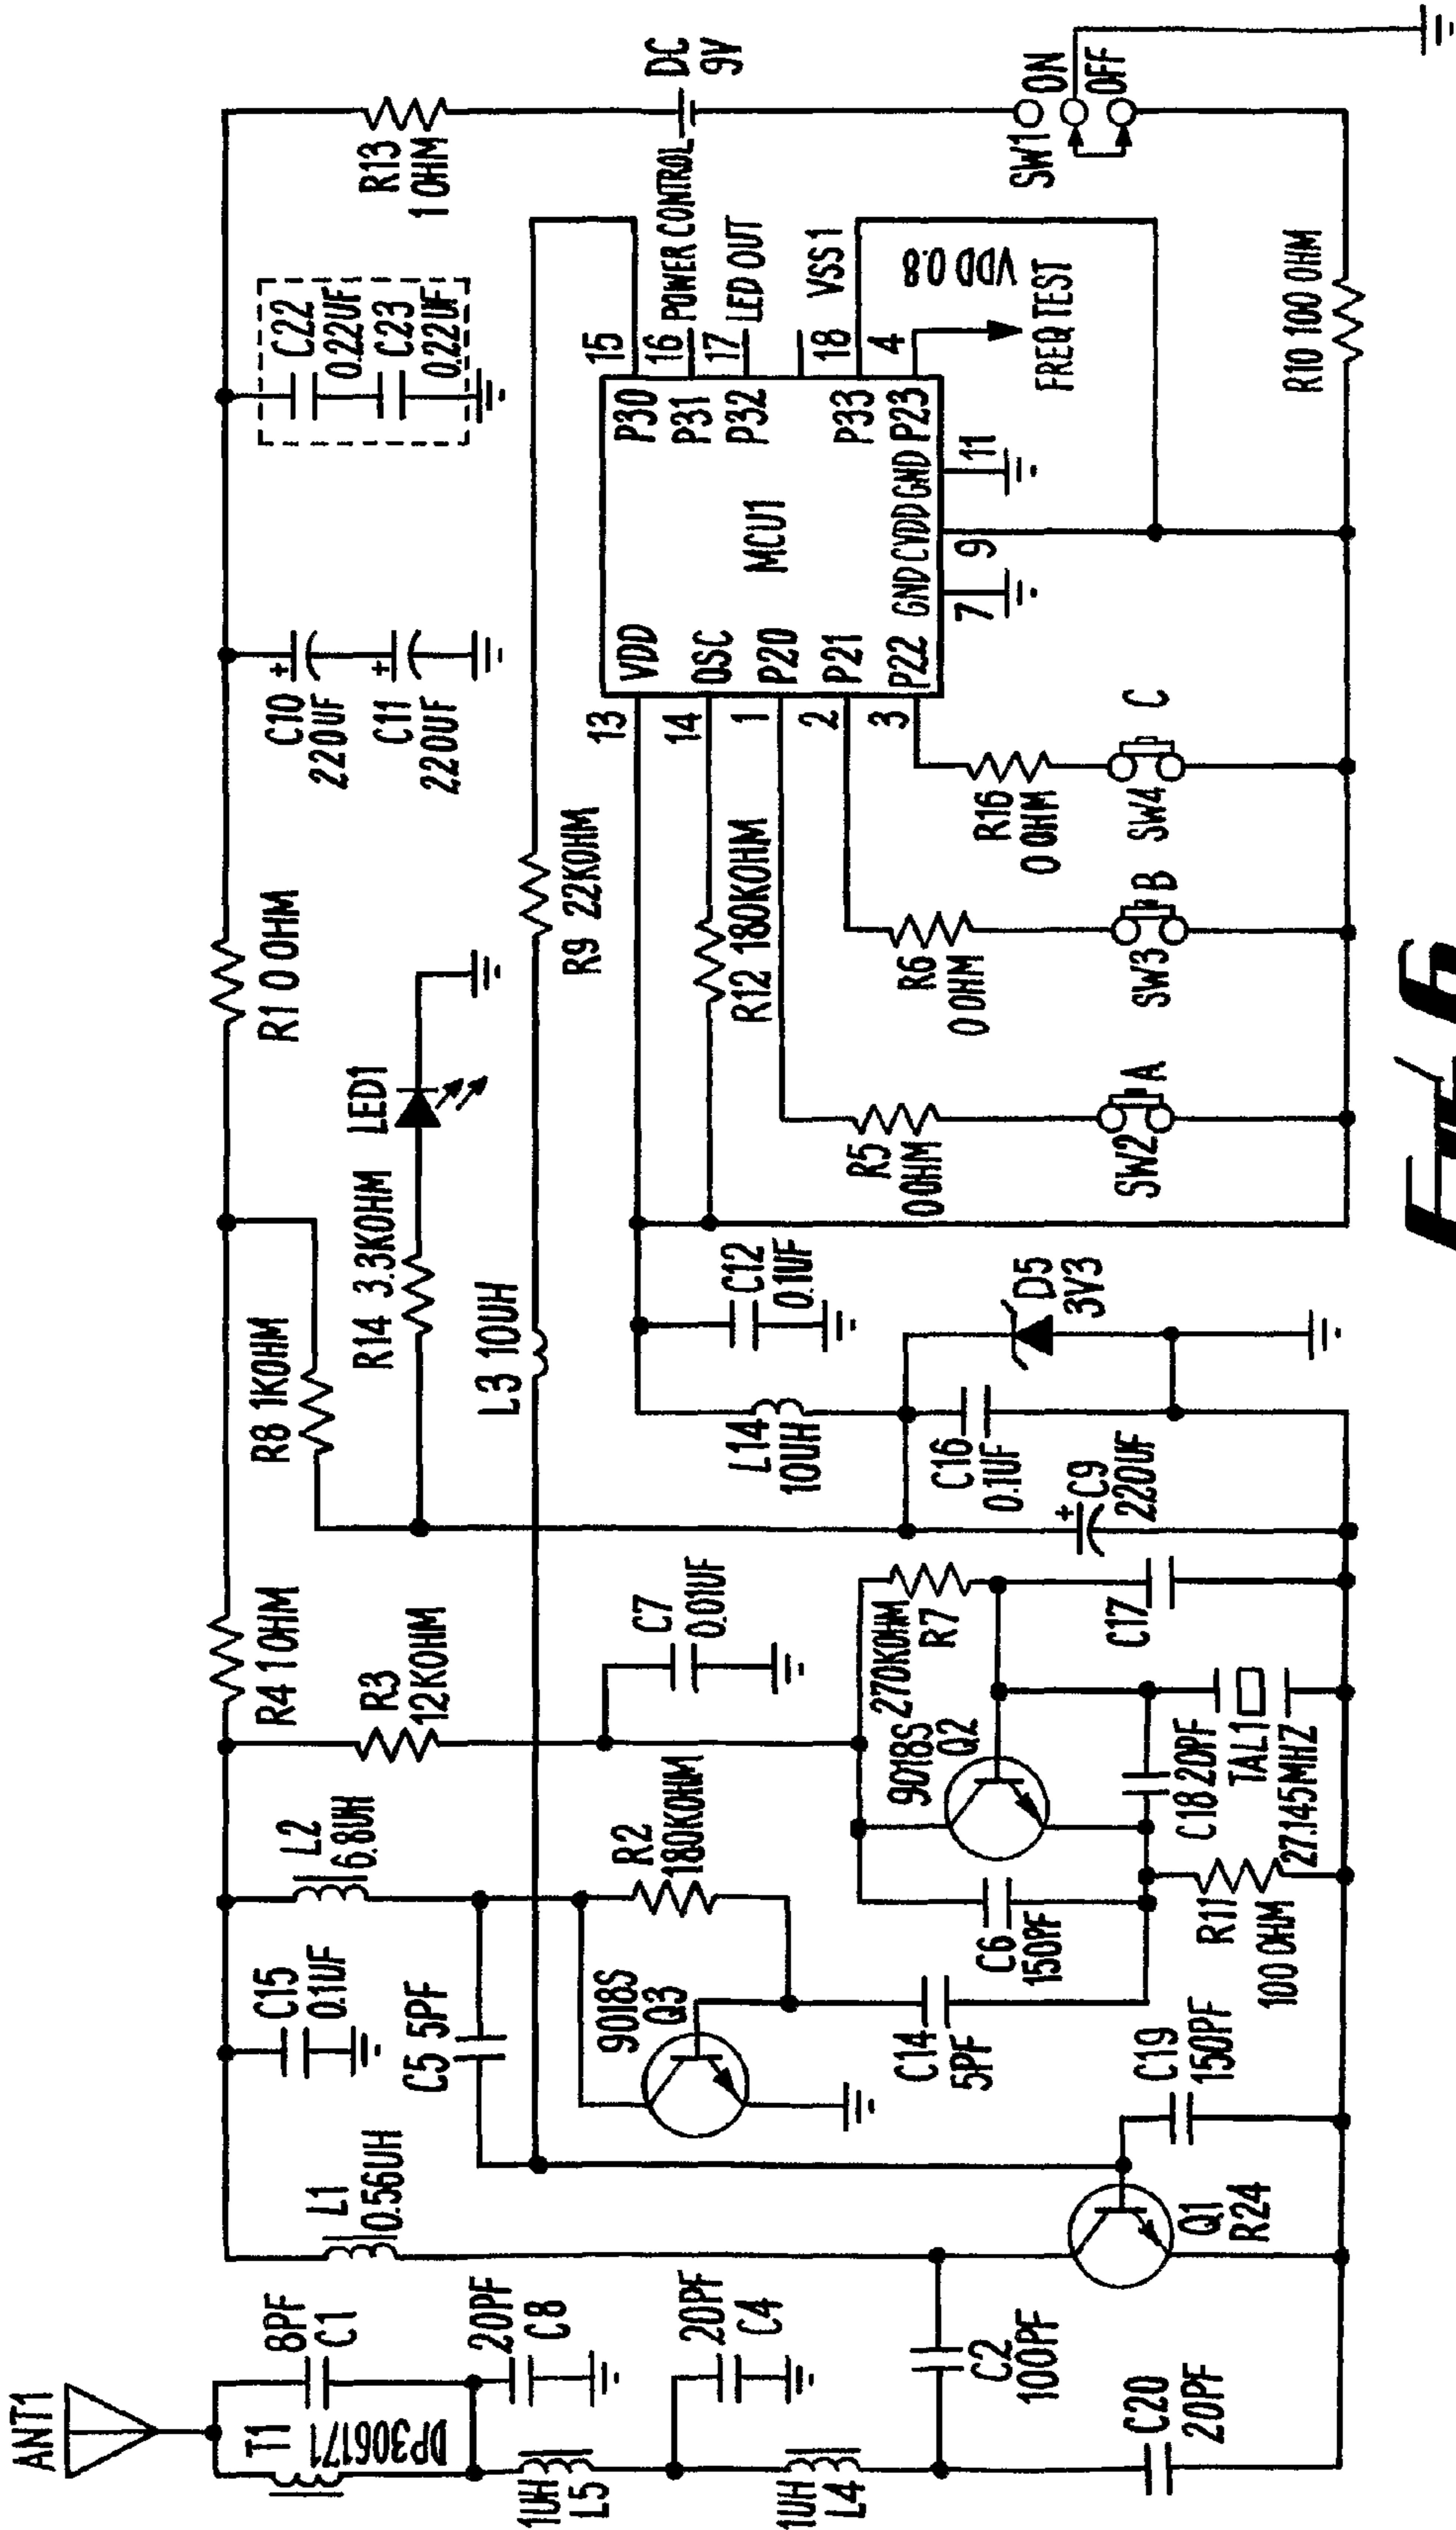 ANT1
T1
DP306171
8PF
C1
20PF
C8
1UH
L5
20PF
C4
1UH
L4
C2
100PF
C20
20PF
L1
0.56UH
C15
0.1UF
C5 5PF
9018S
Q3
C14
5PF
Q1
R24
C19
150PF
L2
6.8UH
R2
180KOHM
C6
150PF
R11
100 OHM
R4 1 OHM
R3
12KOHM
C7
0.01UF
9018S
Q2
270KOHM
R7
C17
C18 20PF
TAL1
27.145MHZ
R8 1KOHM
R14 3.3KOHM
LED1
L3 10UH
L14
10UH
C16
0.1UF
C9
220UF
+
C12
0.1UF
D5
3V3
R1 0 OHM
R9 22KOHM
R12 180KOHM
R5
0 OHM
SW2
A
R6
0 OHM
SW3
B
R16
0 OHM
SW4
C
C10
220UF
+
C11
220UF
+
C22
0.22UF
C23
0.22UF
13
14
1
2
3
VDD
OSC
P20
P21
P22
MCU1
GND
CVDD
GND
P23
7
9
11
P30
P31
P32
P33
15
16
17
18
4
POWER CONTROL
LED OUT
VSS1
VDD 0.8
FREQ TEST
R13
1 OHM
DC
9V
SW1
ON
OFF
R10 100 OHM
Fig. 6